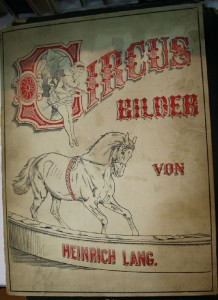 CIRCUS
BILDER
VON
HEINRICH LANG.